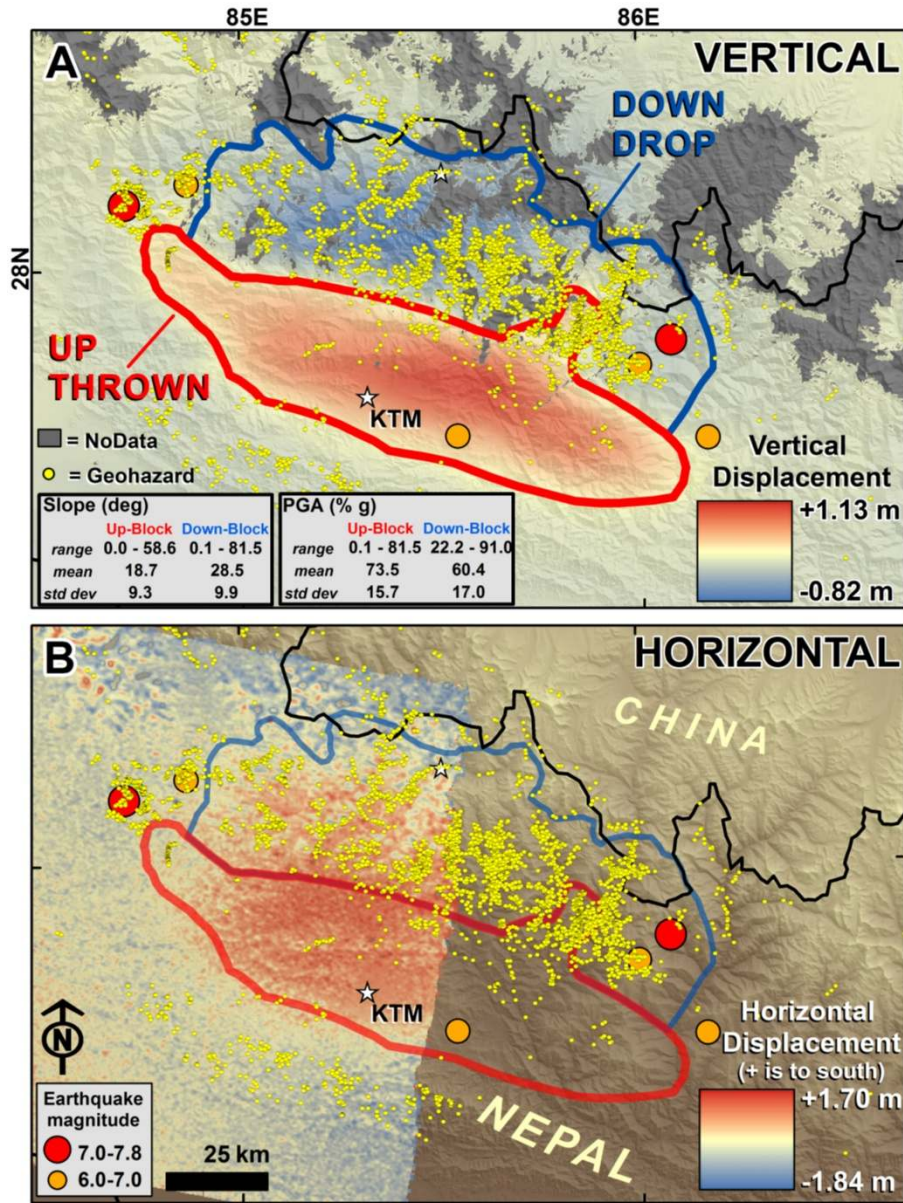 85E 86E
A VERTICAL
DOWN
DROP
28N
UP
THROWN
KTM
= NoData
= Geohazard
Vertical
Displacement
+1.13 m
-0.82 m
Slope (deg)
Up-Block Down-Block
range 0.0 - 58.6 0.1 - 81.5
mean 18.7 28.5
std dev 9.3 9.9
PGA (% g)
Up-Block Down-Block
range 0.1 - 81.5 22.2 - 91.0
mean 73.5 60.4
std dev 15.7 17.0
B HORIZONTAL
CHINA
KTM
N
NEPAL
Horizontal
Displacement
(+ is to south)
+1.70 m
-1.84 m
Earthquake
magnitude
7.0-7.8
6.0-7.0
25 km